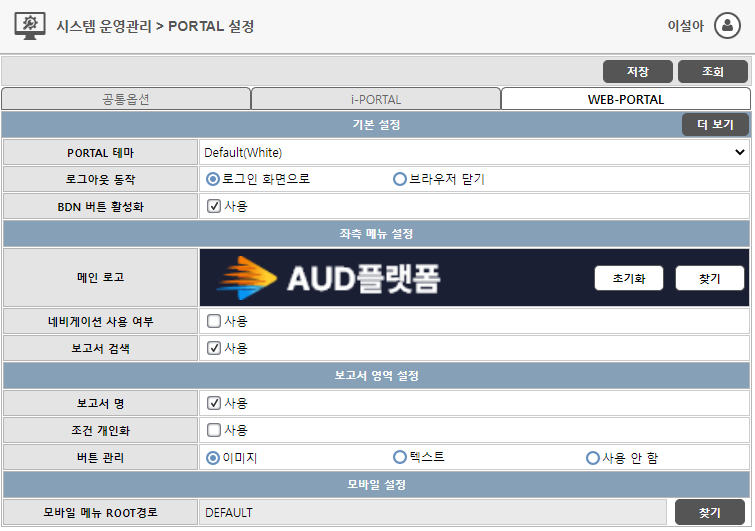 시스템 운영관리 > PORTAL 설정
이설아
저장 조회
공통옵션 i-PORTAL WEB-PORTAL
기본 설정 더 보기
PORTAL 테마 Default(White)
로그아웃 동작 로그인 화면으로 브라우저 닫기
BDN 버튼 활성화 사용
좌측 메뉴 설정
메인 로고 AUD플랫폼 초기화 찾기
네비게이션 사용 여부 사용
보고서 검색 사용
보고서 영역 설정
보고서 명 사용
조건 개인화 사용
버튼 관리 이미지 텍스트 사용 안 함
모바일 설정
모바일 메뉴 ROOT경로 DEFAULT 찾기